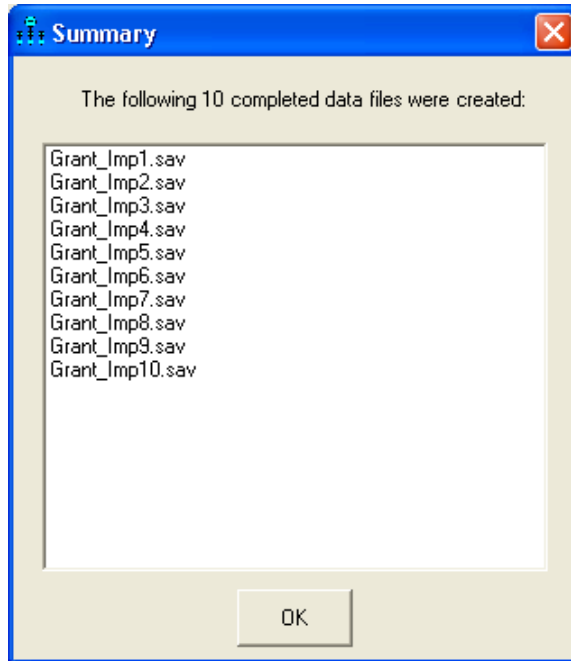 Summary
The following 10 completed data files were created:
Grant_Imp1.sav
Grant_Imp2.sav
Grant_Imp3.sav
Grant_Imp4.sav
Grant_Imp5.sav
Grant_Imp6.sav
Grant_Imp7.sav
Grant_Imp8.sav
Grant_Imp9.sav
Grant_Imp10.sav
OK